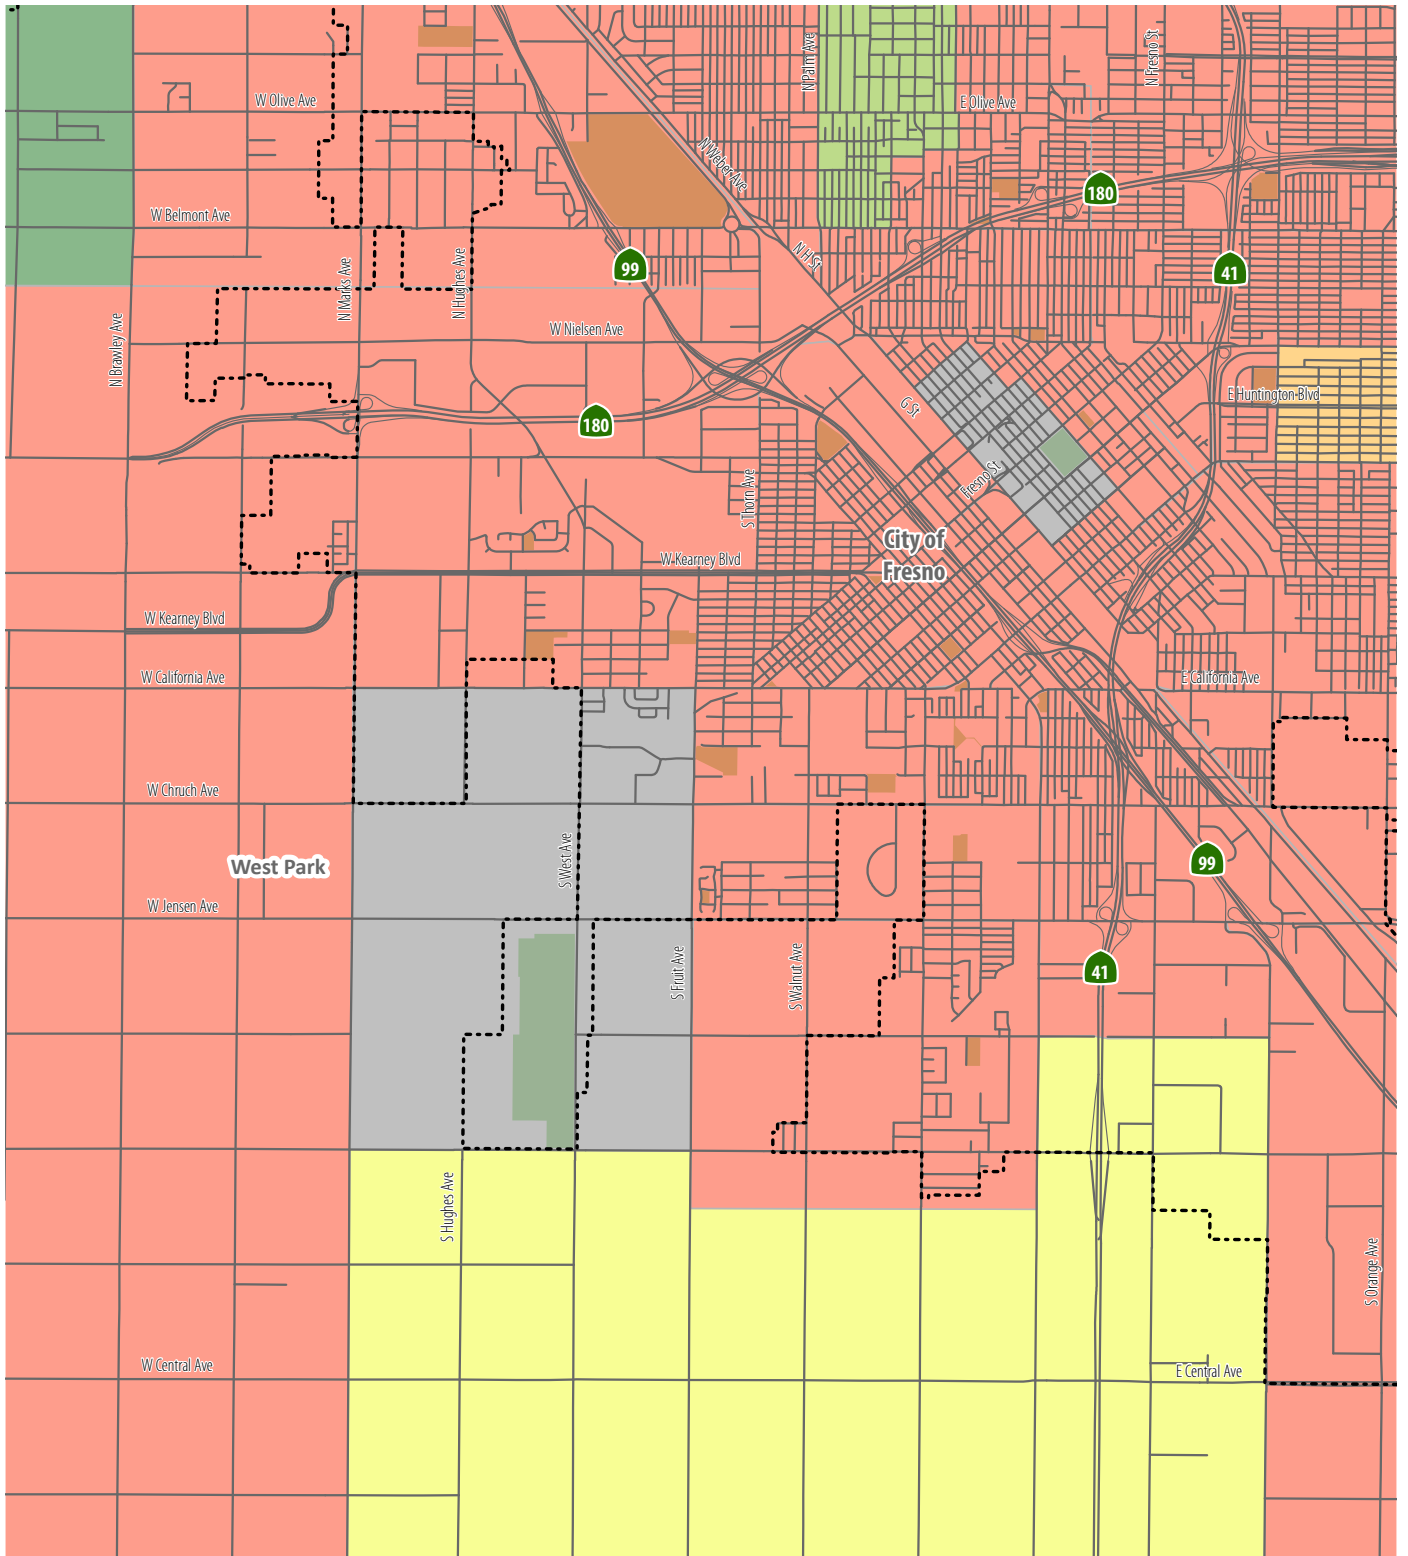 N Palm Ave
N Fresno St
W Olive Ave
E Olive Ave
N Weber Ave
180
W Belmont Ave
N H St
99
41
N Marks Ave
N Hughes Ave
N Brawley Ave
W Nielsen Ave
E Huntington Blvd
G St
180
Fresno St
S Thorn Ave
City of
Fresno
W Kearney Blvd
W Kearney Blvd
W California Ave
E California Ave
W Chruch Ave
West Park
S West Ave
99
W Jensen Ave
S Fruit Ave
S Walnut Ave
41
S Hughes Ave
S Orange Ave
W Central Ave
E Central Ave